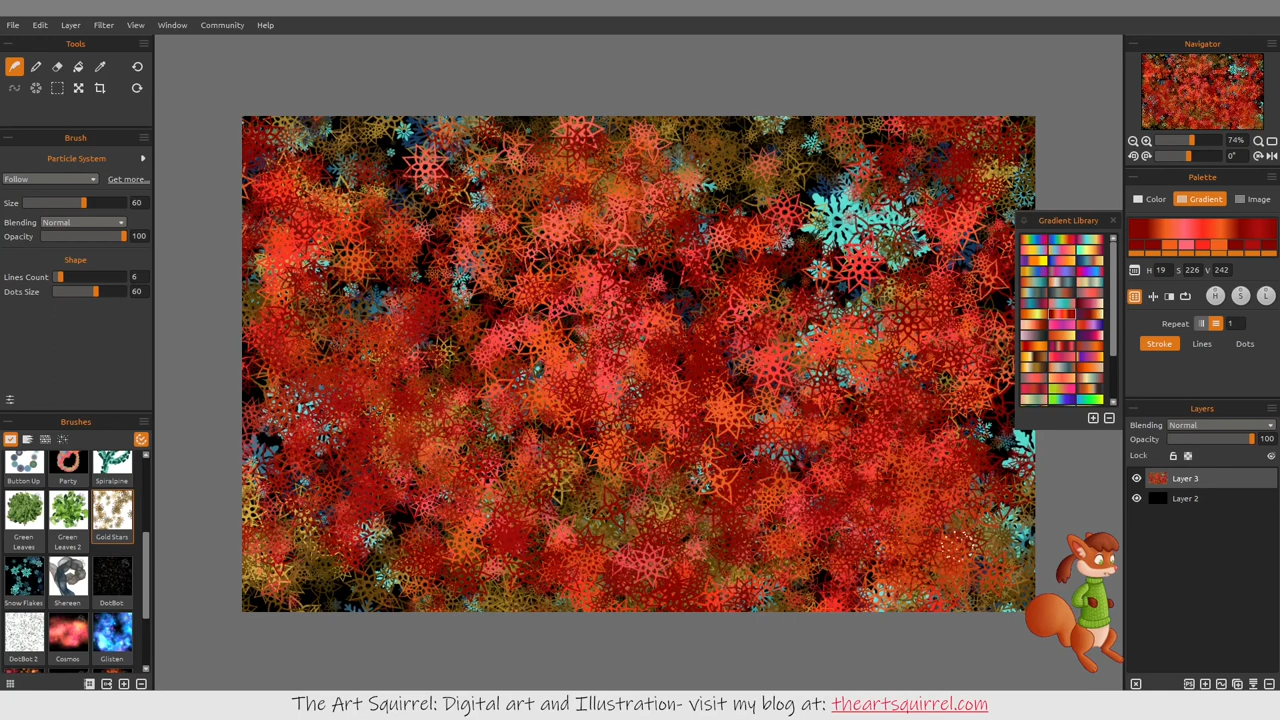 File Edit Layer Filter View Window Community Help
Tools
Brush
Particle System
Follow Get more...
Size 60
Blending Normal
Opacity 100
Shape
Lines Count 6
Dots Size 60
Brushes
Button Up Party Spiralpine
Green Leaves Green Leaves 2 Gold Stars
Snow Flakes Shereen DotBot
DotBot 2 Cosmos Glisten
Navigator
74%
0°
Palette
Color Gradient Image
Gradient Library
H 19 S 226 V 242
H S L
Repeat 1
Stroke Lines Dots
Layers
Blending Normal
Opacity 100
Lock
Layer 3
Layer 2
PS
The Art Squirrel: Digital art and Illustration- visit my blog at: theartsquirrel.com